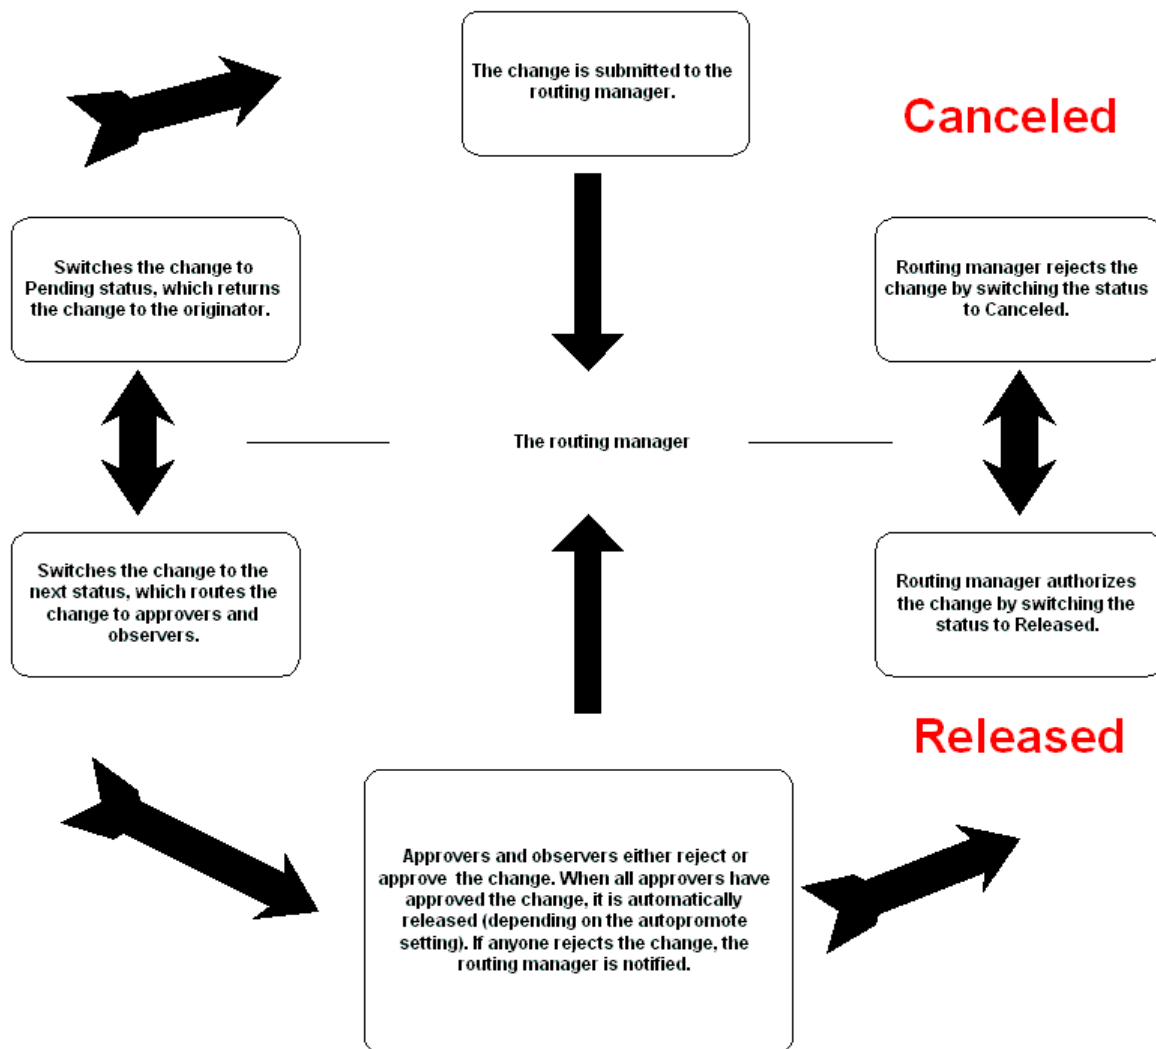 The change is submitted to the
routing manager.
Canceled
Switches the change to
Pending status, which returns
the change to the originator.
Routing manager rejects the
change by switching the status
to Canceled.
The routing manager
Switches the change to the
next status, which routes the
change to approvers and
observers.
Routing manager authorizes
the change by switching the
status to Released.
Released
Approvers and observers either reject or
approve the change. When all approvers have
approved the change, it is automatically
released (depending on the autopromote
setting). If anyone rejects the change, the
routing manager is notified.